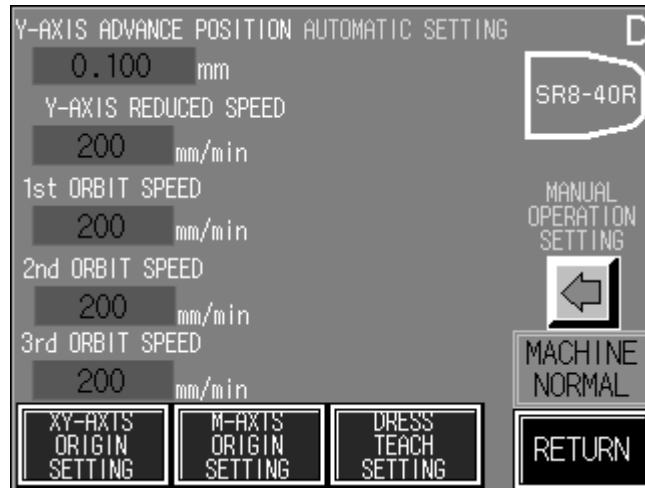 Y-AXIS ADVANCE POSITION AUTOMATIC SETTING
D
0.100 mm
SR8-40R
Y-AXIS REDUCED SPEED
200 mm/min
1st ORBIT SPEED
200 mm/min
MANUAL
OPERATION
SETTING
2nd ORBIT SPEED
200 mm/min
3rd ORBIT SPEED
200 mm/min
MACHINE
NORMAL
XY-AXIS
ORIGIN
SETTING
M-AXIS
ORIGIN
SETTING
DRESS
TEACH
SETTING
RETURN